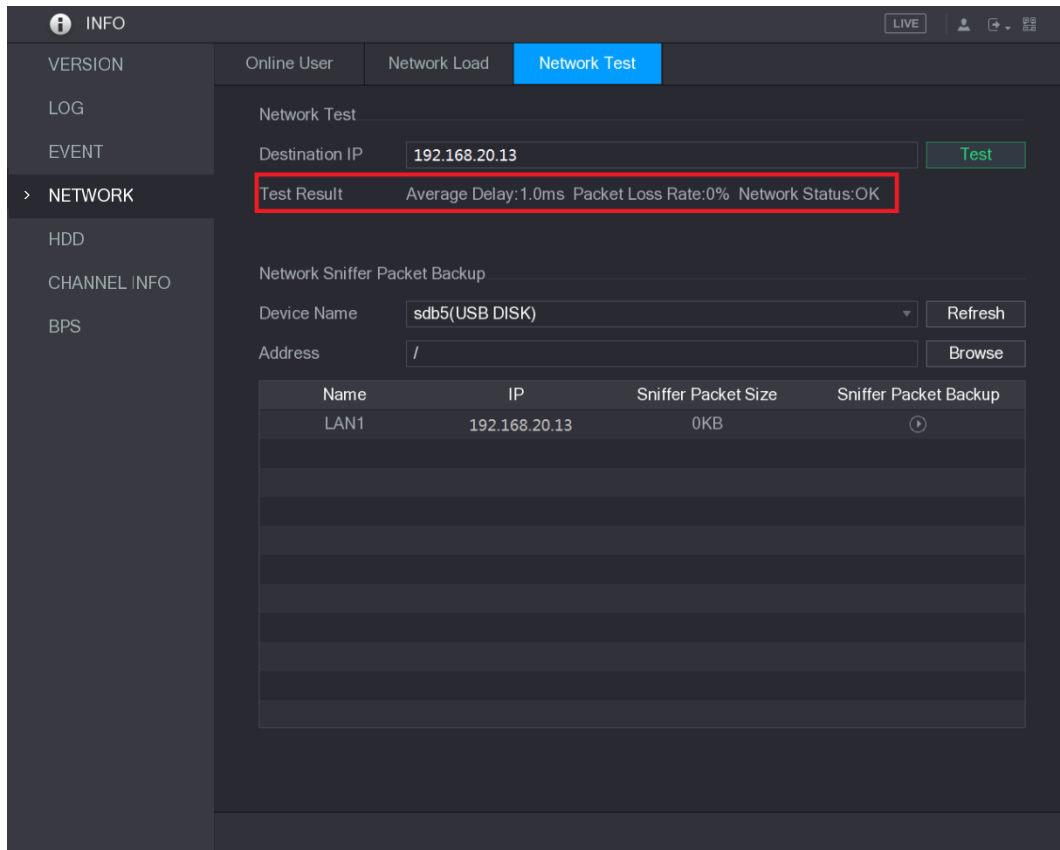 INFO LIVE
VERSION
LOG
EVENT
NETWORK
HDD
CHANNEL INFO
BPS
Online User Network Load Network Test
Network Test
Destination IP 192.168.20.13 Test
Test Result Average Delay:1.0ms Packet Loss Rate:0% Network Status:OK
Network Sniffer Packet Backup
Device Name sdb5(USB DISK) Refresh
Address / Browse
Name IP Sniffer Packet Size Sniffer Packet Backup
LAN1 192.168.20.13 0KB